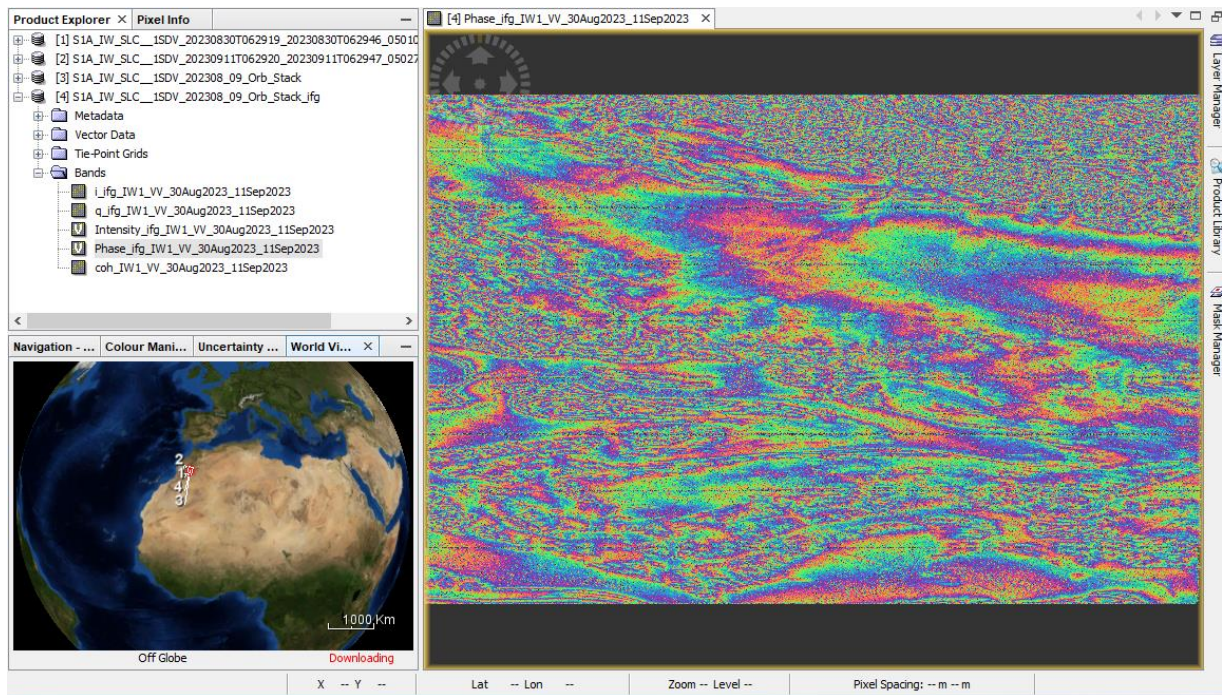 Product Explorer × Pixel Info
[1] S1A_IW_SLC__1SDV_20230830T062919_20230830T062946_05010
[2] S1A_IW_SLC__1SDV_20230911T062920_20230911T062947_05027
[3] S1A_IW_SLC__1SDV_202308_09_Orb_Stack
[4] S1A_IW_SLC__1SDV_202308_09_Orb_Stack_ifg
Metadata
Vector Data
Tie-Point Grids
Bands
i_ifg_IW1_VV_30Aug2023_11Sep2023
q_ifg_IW1_VV_30Aug2023_11Sep2023
Intensity_ifg_IW1_VV_30Aug2023_11Sep2023
Phase_ifg_IW1_VV_30Aug2023_11Sep2023
coh_IW1_VV_30Aug2023_11Sep2023
Navigation - ... Colour Mani... Uncertainty ... World Vi... ×
2
1
4
3
1000 Km
Off Globe Downloading
[4] Phase_ifg_IW1_VV_30Aug2023_11Sep2023 ×
Layer Manager
Product Library
Mask Manager
X -- Y -- Lat -- Lon -- Zoom -- Level -- Pixel Spacing: -- m -- m